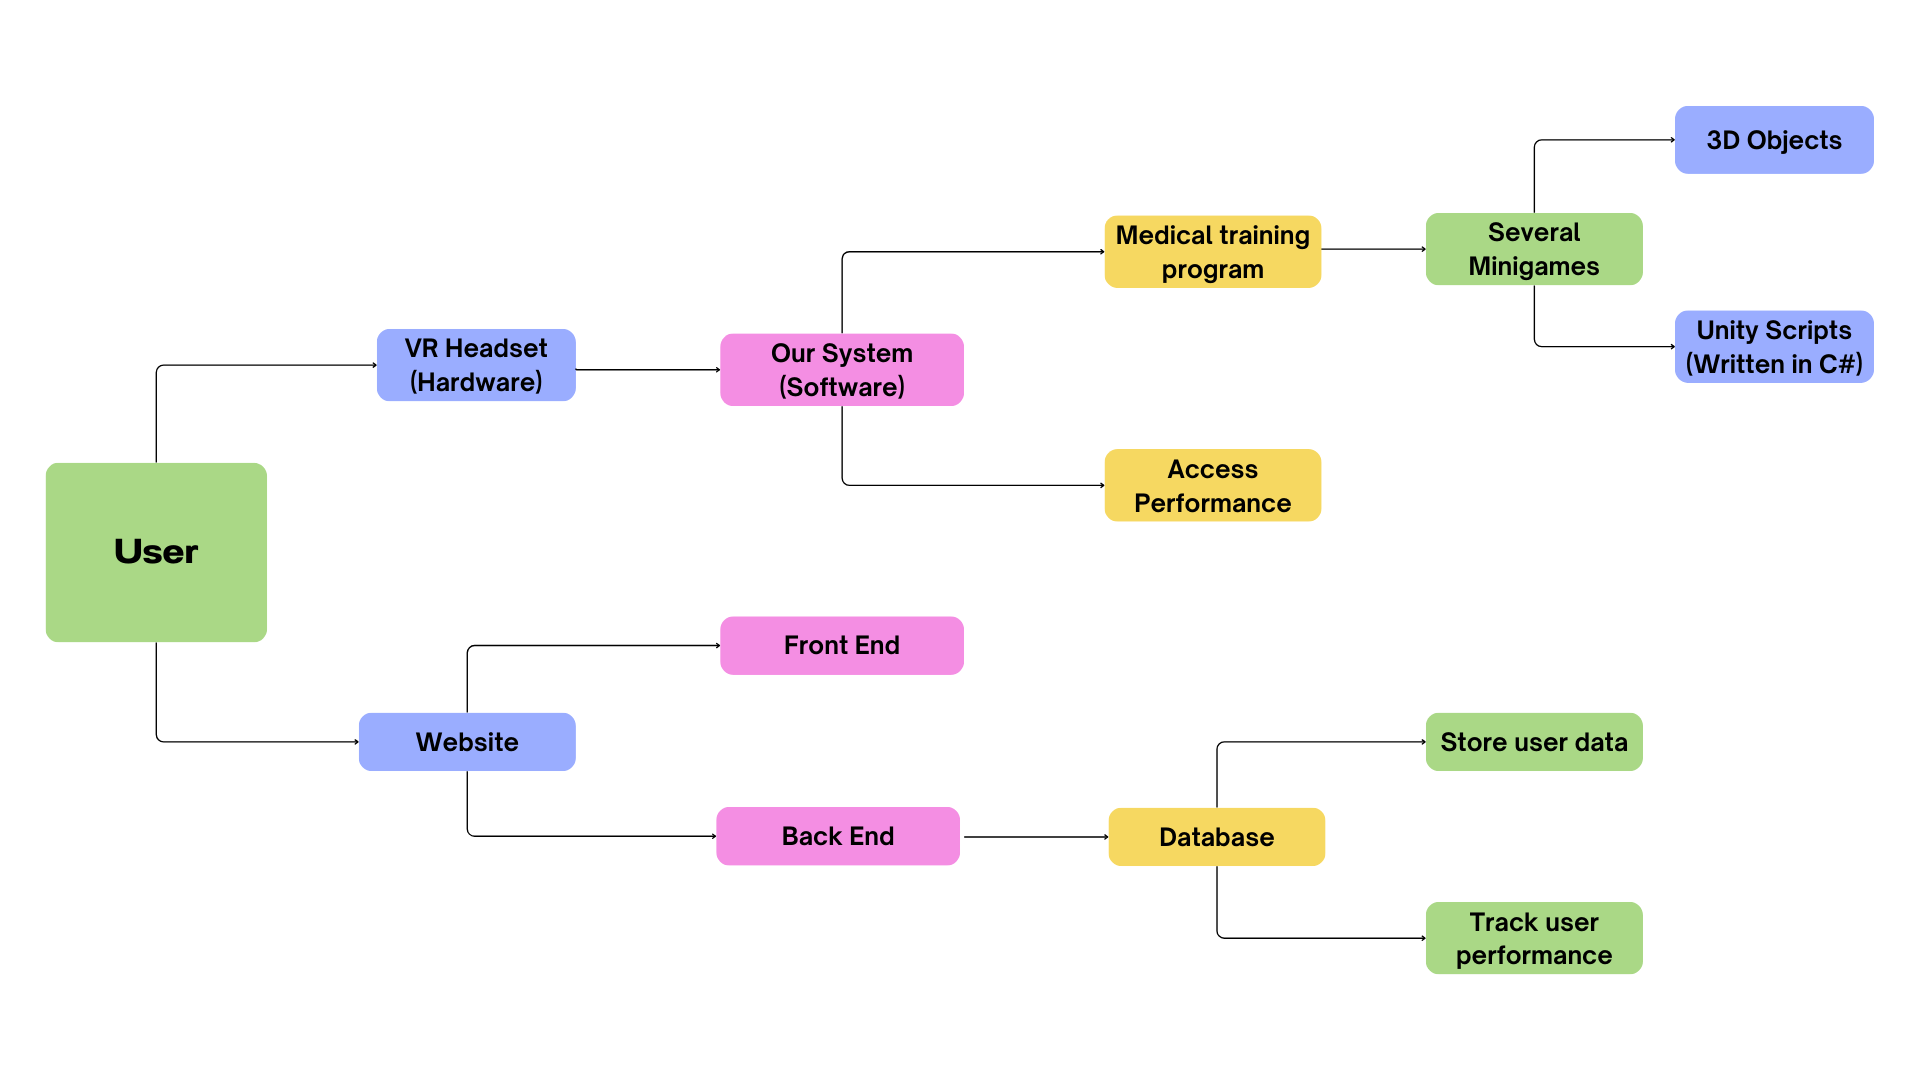 3D Objects
Several
Minigames
Medical training
program
Unity Scripts
(Written in C#)
VR Headset
(Hardware)
Our System
(Software)
Access
Performance
User
Front End
Website
Store user data
Back End
Database
Track user
performance